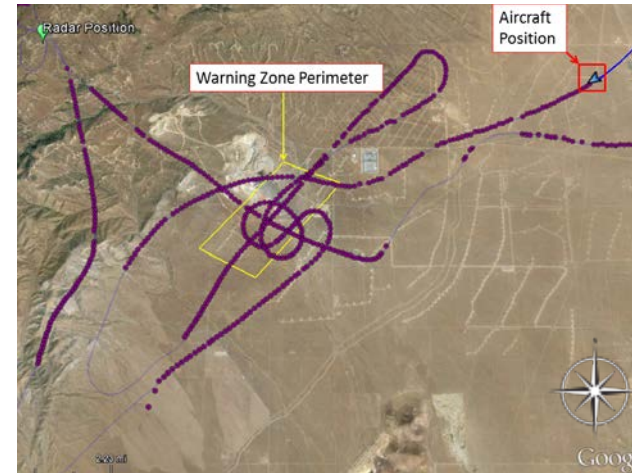 Radar Position
Aircraft
Position
Warning Zone Perimeter
Goog